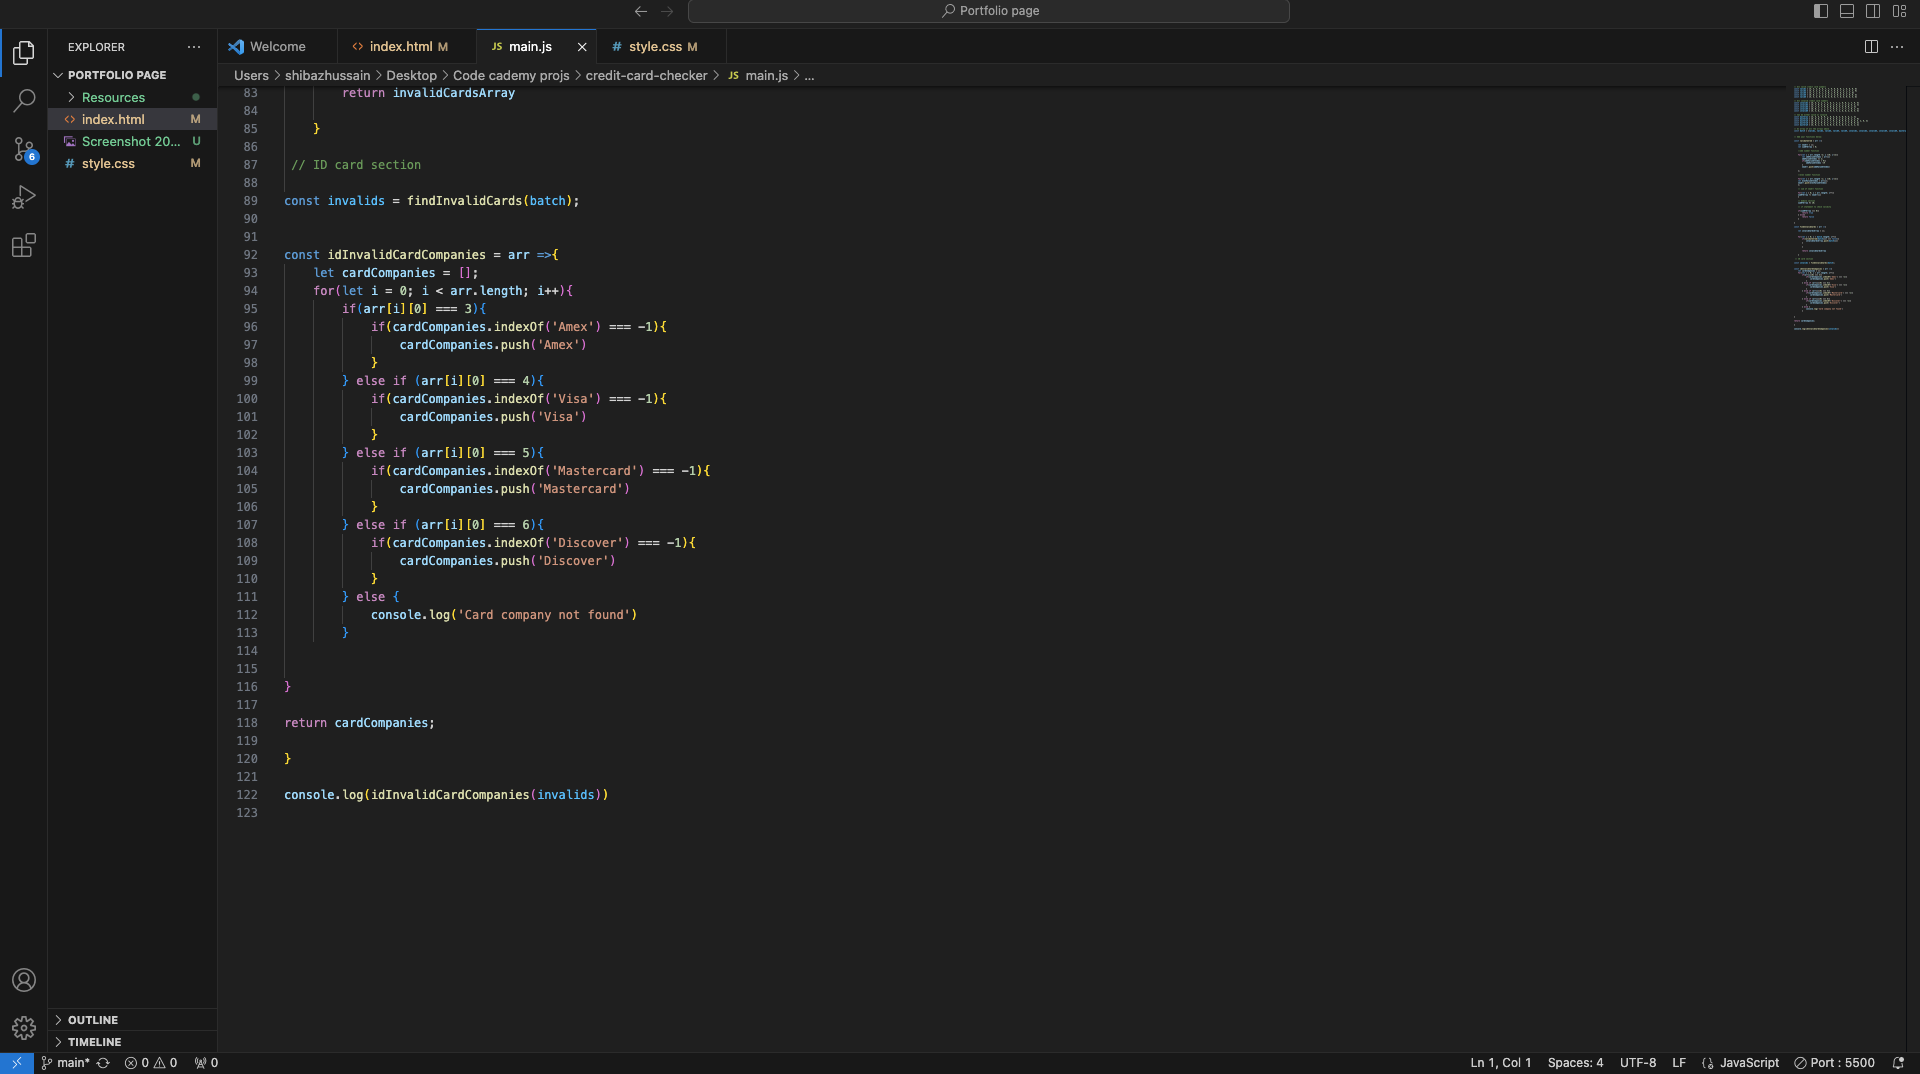 Portfolio page
EXPLORER
Welcome
index.html M
JS main.js
# style.css M
PORTFOLIO PAGE
Users > shibazhussain > Desktop > Code cademy projs > credit-card-checker > JS main.js > ...
Resources
<> index.html M
Screenshot 20... U
# style.css M
6
83 return invalidCardsArray
84
85 }
86
87 // ID card section
88
89 const invalids = findInvalidCards(batch);
90
91
92 const idInvalidCardCompanies = arr =>{
93 let cardCompanies = [];
94 for(let i = 0; i < arr.length; i++){
95 if(arr[i][0] === 3){
96 if(cardCompanies.indexOf('Amex') === -1){
97 cardCompanies.push('Amex')
98 }
99 } else if (arr[i][0] === 4){
100 if(cardCompanies.indexOf('Visa') === -1){
101 cardCompanies.push('Visa')
102 }
103 } else if (arr[i][0] === 5){
104 if(cardCompanies.indexOf('Mastercard') === -1){
105 cardCompanies.push('Mastercard')
106 }
107 } else if (arr[i][0] === 6){
108 if(cardCompanies.indexOf('Discover') === -1){
109 cardCompanies.push('Discover')
110 }
111 } else {
112 console.log('Card company not found')
113 }
114
115
116 }
117
118 return cardCompanies;
119
120 }
121
122 console.log(idInvalidCardCompanies(invalids))
123
OUTLINE
TIMELINE
main* 0 0 0
Ln 1, Col 1 Spaces: 4 UTF-8 LF {} JavaScript Port : 5500